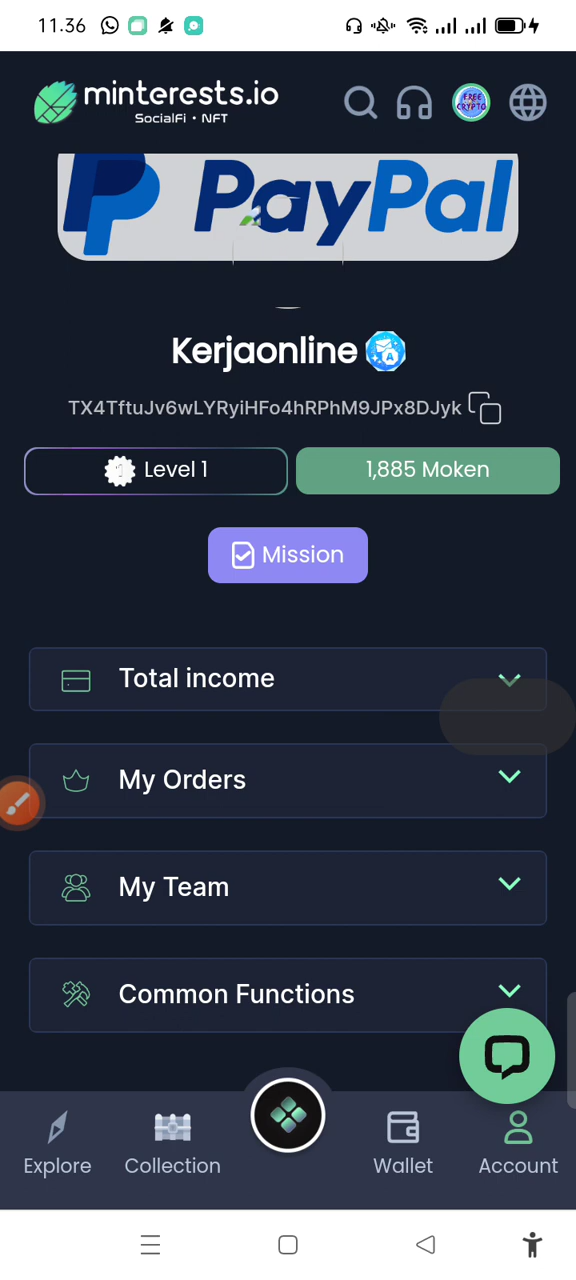 11.36
minterests.io
SocialFi • NFT
FREE
CRYPTO
PayPal
Kerjaonline
TX4TftuJv6wLYRyiHFo4hRPhM9JPx8DJyk
1 Level 1
1,885 Moken
Mission
Total income
My Orders
My Team
Common Functions
Explore
Collection
Wallet
Account